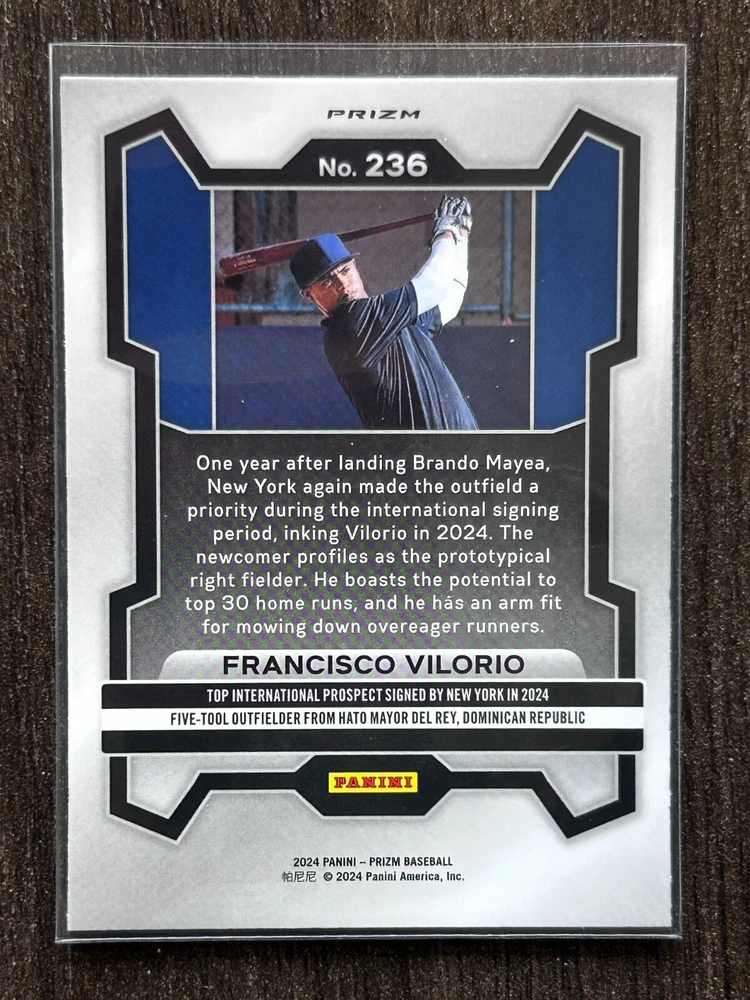 PRIZM
No. 236
One year after landing Brando Mayea,
New York again made the outfield a
priority during the international signing
period, inking Vilorio in 2024. The
newcomer profiles as the prototypical
right fielder. He boasts the potential to
top 30 home runs, and he has an arm fit
for mowing down overeager runners.
FRANCISCO VILORIO
TOP INTERNATIONAL PROSPECT SIGNED BY NEW YORK IN 2024
FIVE-TOOL OUTFIELDER FROM HATO MAYOR DEL REY, DOMINICAN REPUBLIC
PANINI
2024 PANINI – PRIZM BASEBALL
帕尼尼 © 2024 Panini America, Inc.